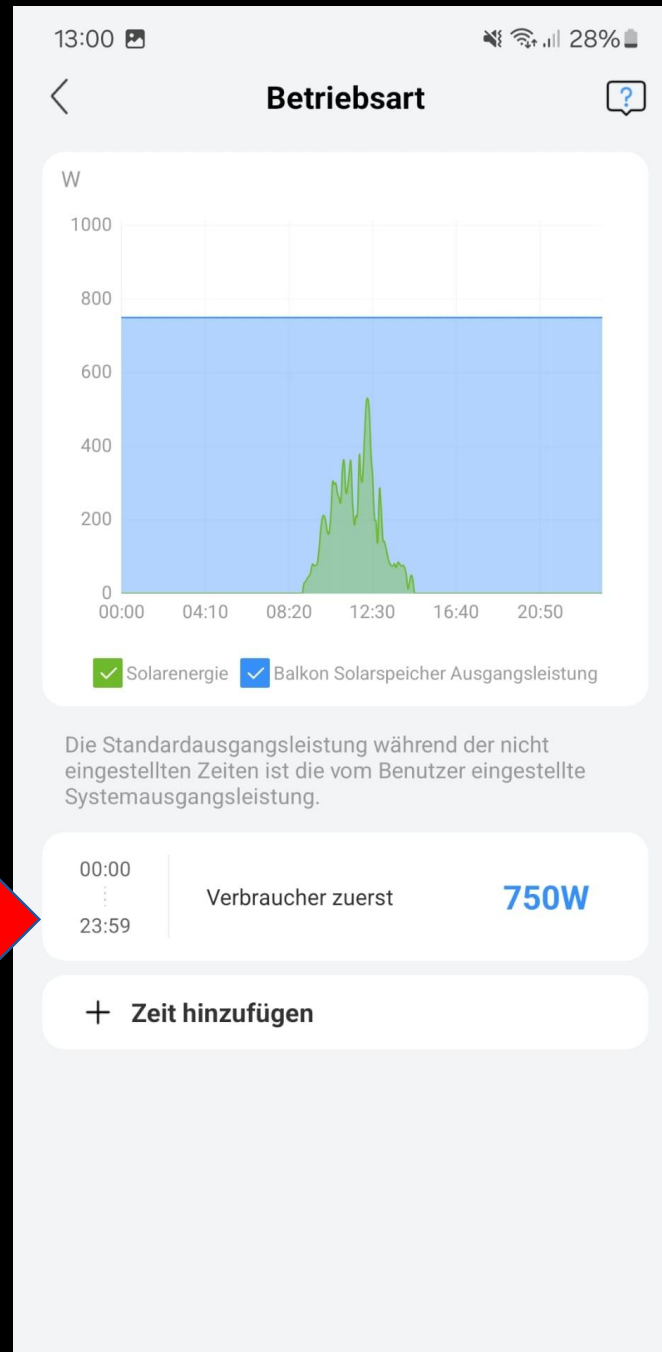 13:00 28%
Betriebsart
?
W
1000
800
600
400
200
0
00:00 04:10 08:20 12:30 16:40 20:50
Solarenergie Balkon Solarspeicher Ausgangsleistung
Die Standardausgangsleistung während der nicht
eingestellten Zeiten ist die vom Benutzer eingestellte
Systemausgangsleistung.
00:00
Verbraucher zuerst 750W
23:59
+ Zeit hinzufügen